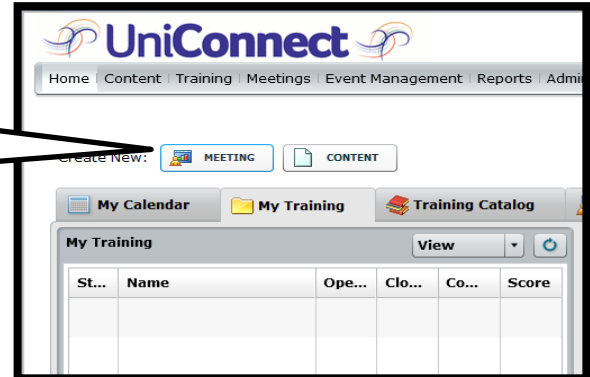 UniConnect
Home Content Training Meetings Event Management Reports Admi
Create New: MEETING CONTENT
My Calendar My Training Training Catalog
My Training View
St... Name Ope... Clo... Co... Score